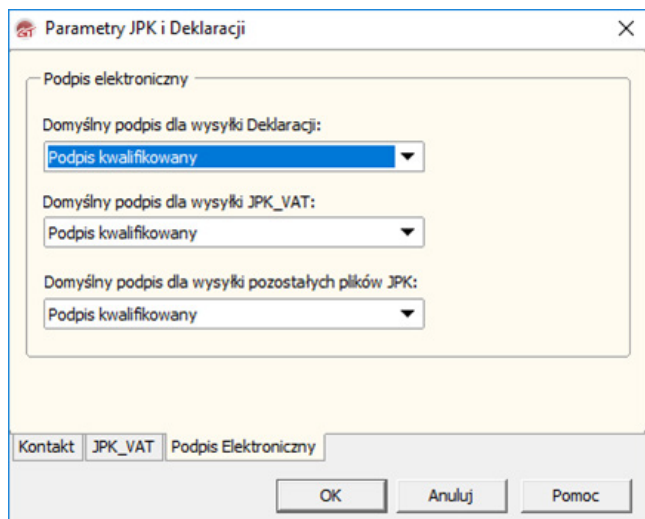 Parametry JPK i Deklaracji
Podpis elektroniczny
Domyślny podpis dla wysyłki Deklaracji:
Podpis kwalifikowany
Domyślny podpis dla wysyłki JPK_VAT:
Podpis kwalifikowany
Domyślny podpis dla wysyłki pozostałych plików JPK:
Podpis kwalifikowany
Kontakt JPK_VAT Podpis Elektroniczny
OK Anuluj Pomoc